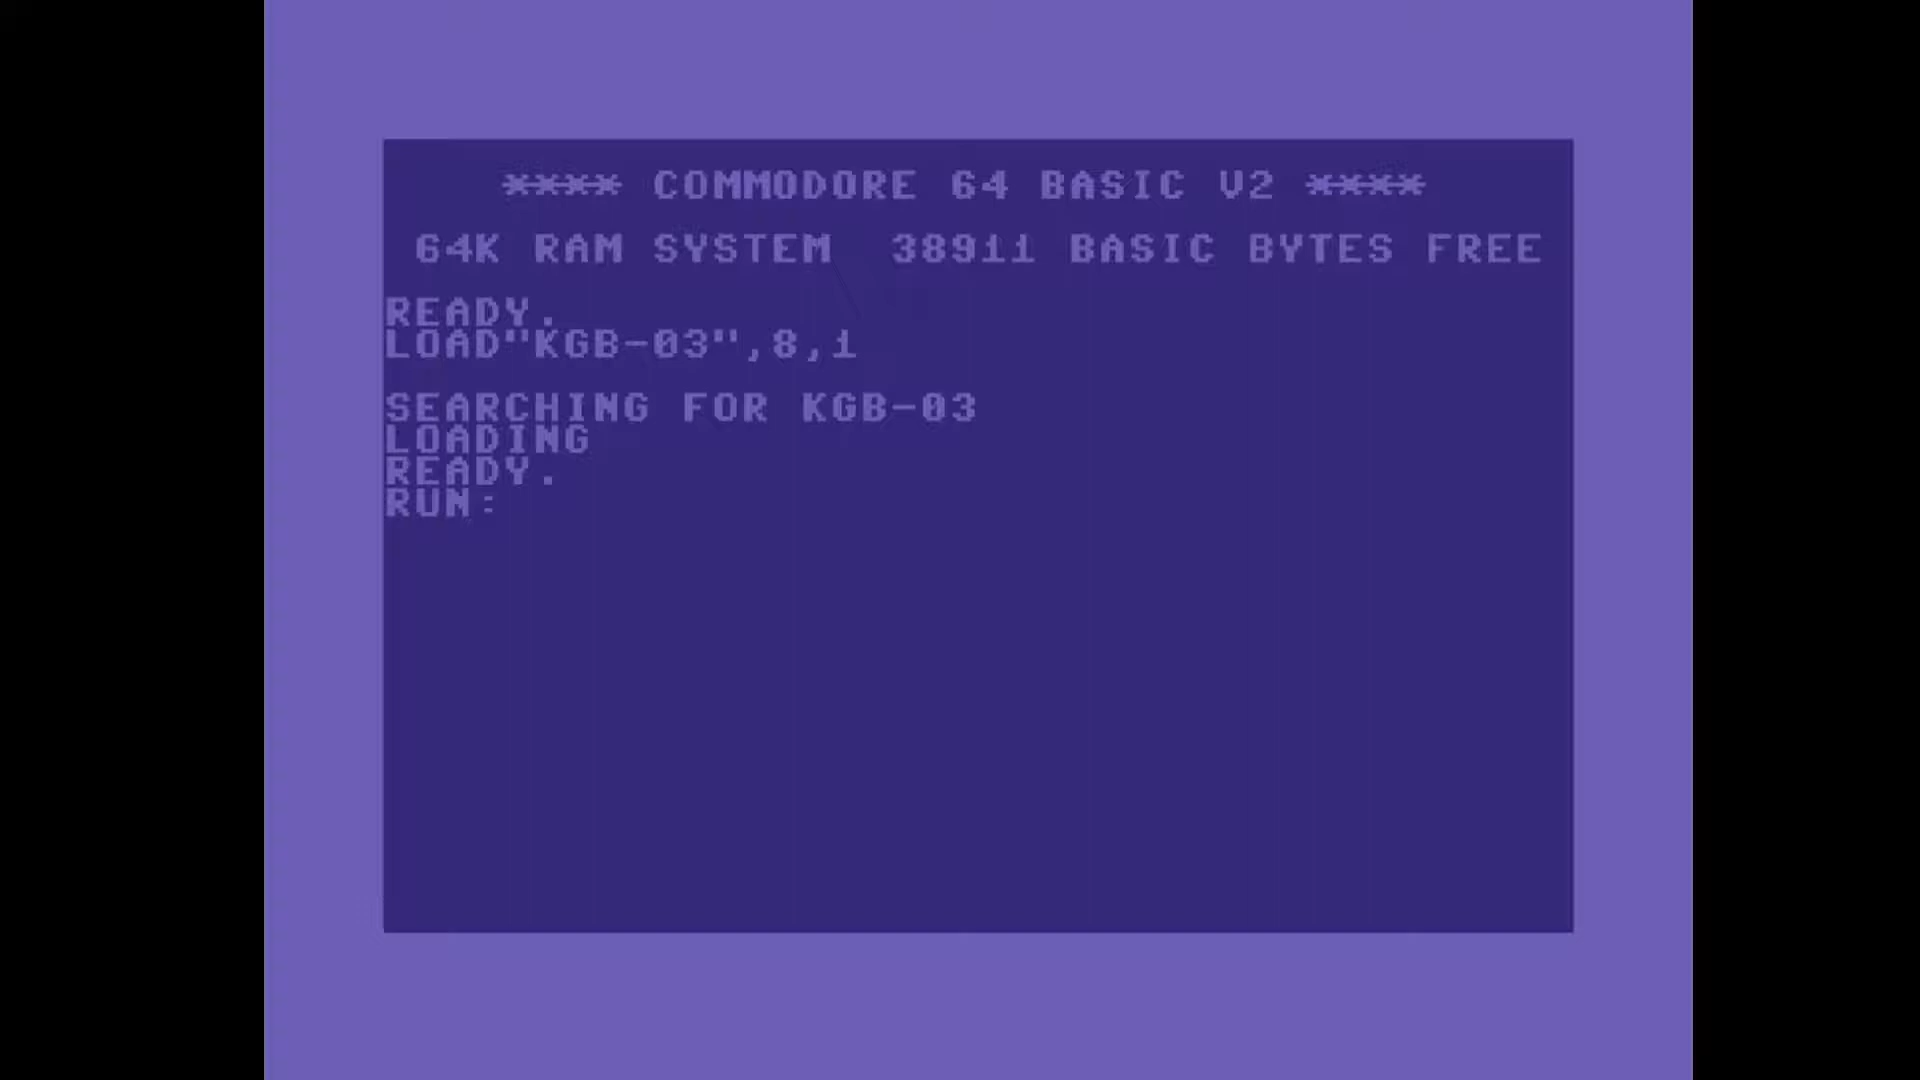 **** COMMODORE 64 BASIC V2 ****
64K RAM SYSTEM  38911 BASIC BYTES FREE
READY.
LOAD"KGB-03",8,1
SEARCHING FOR KGB-03
LOADING
READY.
RUN: